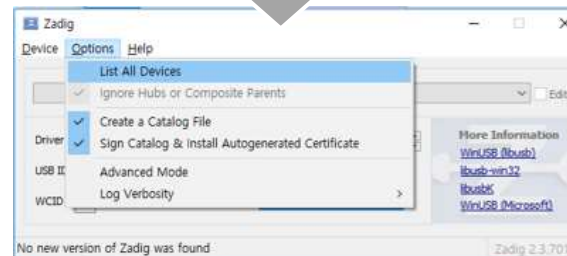 Zadig
Device Options Help
List All Devices
Ignore Hubs or Composite Parents
Edit
Create a Catalog File
Sign Catalog & Install Autogenerated Certificate
Driver
More Information
WinUSB (libusb)
libusb-win32
USB ID
Advanced Mode
libusbK
Log Verbosity
WCID
WinUSB (Microsoft)
No new version of Zadig was found
Zadig 2.3.701